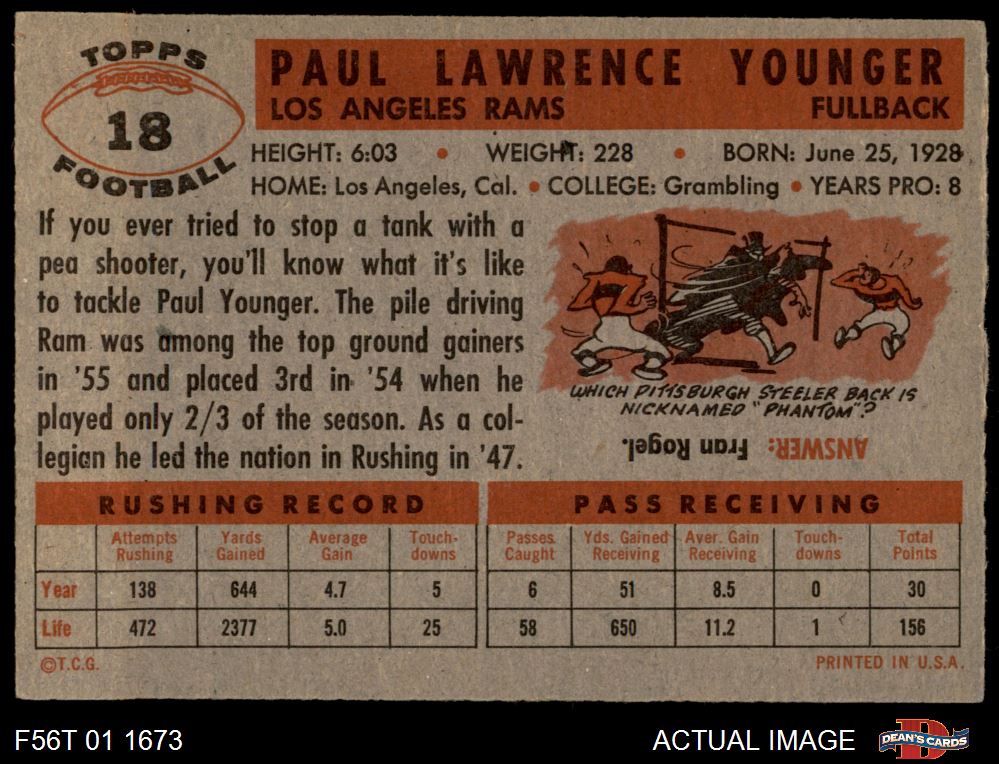 TOPPS
18
FOOTBALL
PAUL LAWRENCE YOUNGER
LOS ANGELES RAMS FULLBACK
HEIGHT: 6:03 • WEIGHT: 228 • BORN: June 25, 1928
HOME: Los Angeles, Cal. • COLLEGE: Grambling • YEARS PRO: 8
If you ever tried to stop a tank with a
pea shooter, you'll know what it's like
to tackle Paul Younger. The pile driving
Ram was among the top ground gainers
in '55 and placed 3rd in '54 when he
played only 2/3 of the season. As a col-
legian he led the nation in Rushing in '47.
WHICH PITTSBURGH STEELER BACK IS
NICKNAMED "PHANTOM"?
ANSWER: Fran Rogel.
RUSHING RECORD
Attempts Rushing Yards Gained Average Gain Touch-downs
Year 138 644 4.7 5
Life 472 2377 5.0 25
PASS RECEIVING
Passes Caught Yds. Gained Receiving Aver. Gain Receiving Touch-downs Total Points
6 51 8.5 0 30
58 650 11.2 1 156
©T.C.G. PRINTED IN U.S.A.
F56T 01 1673
ACTUAL IMAGE
D
DEAN'S CARDS